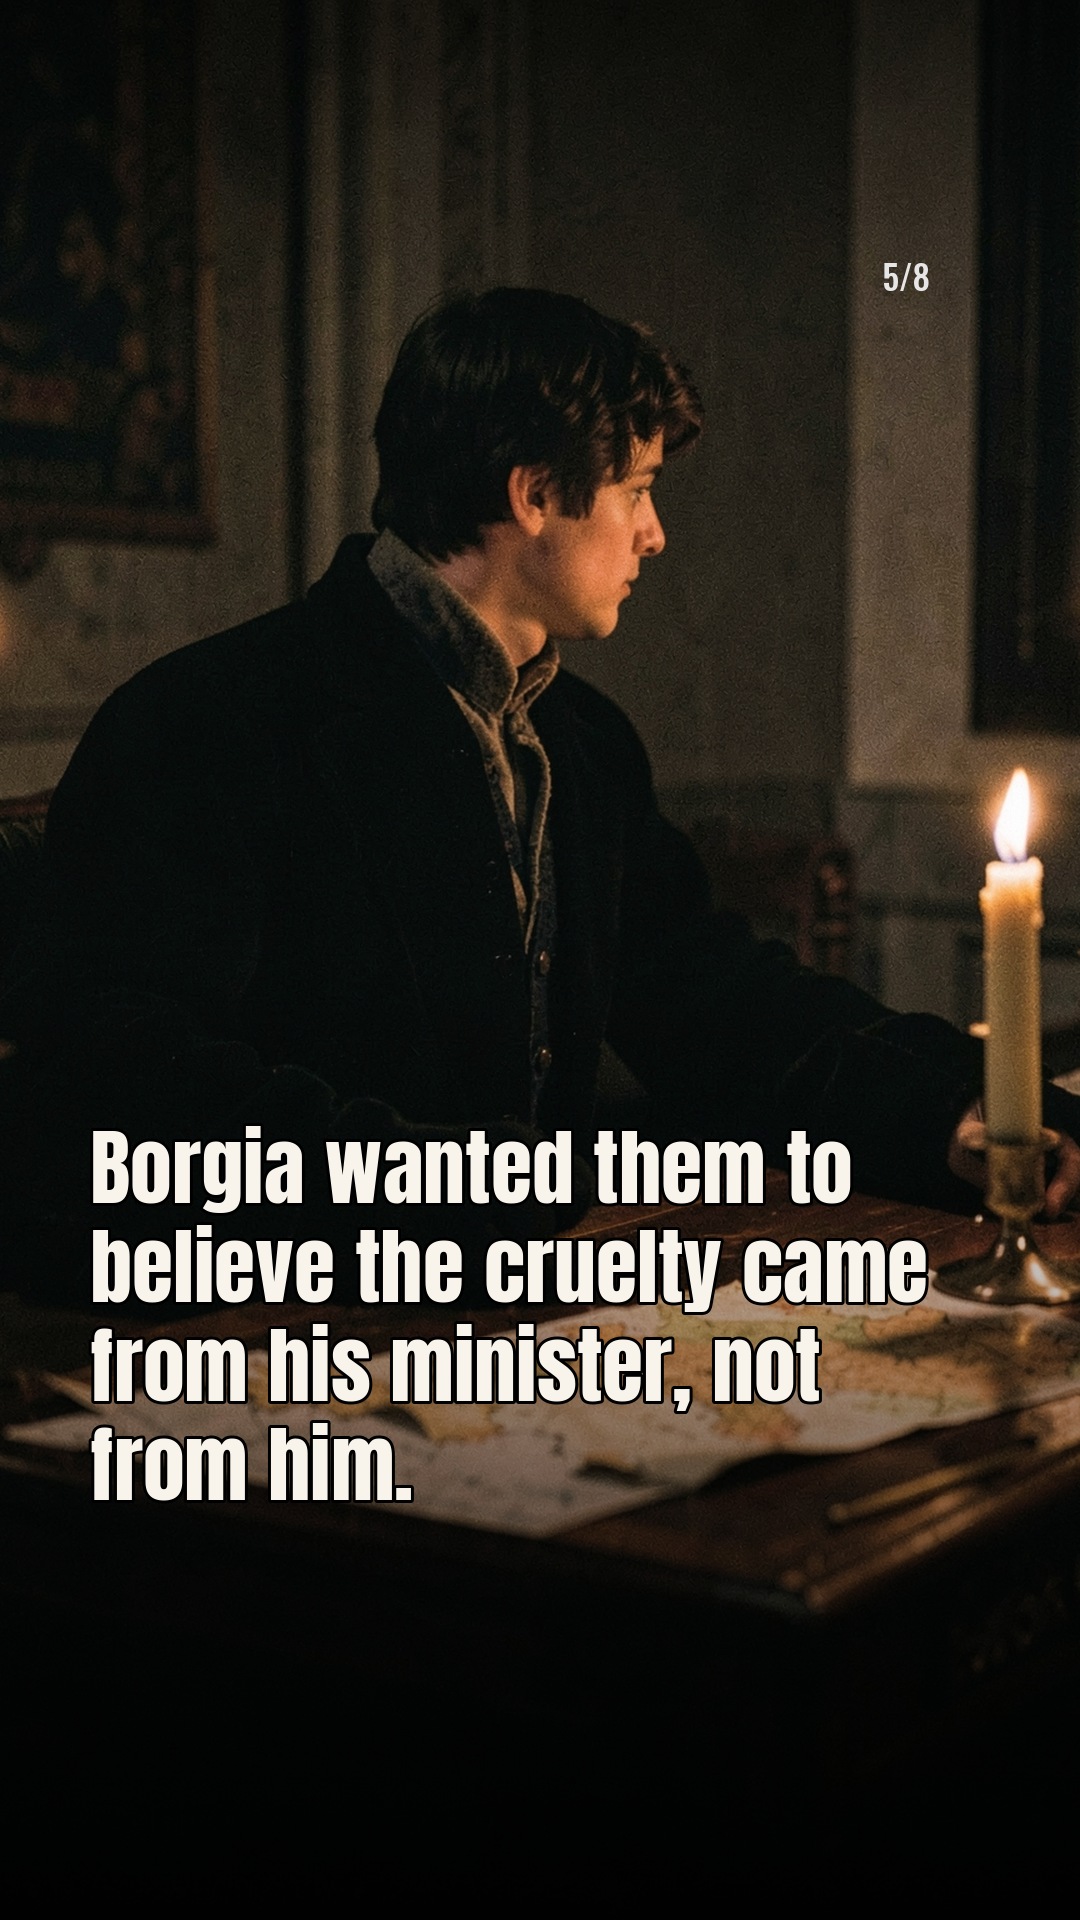 5/8
Borgia wanted them to
believe the cruelty came
from his minister, not
from him.